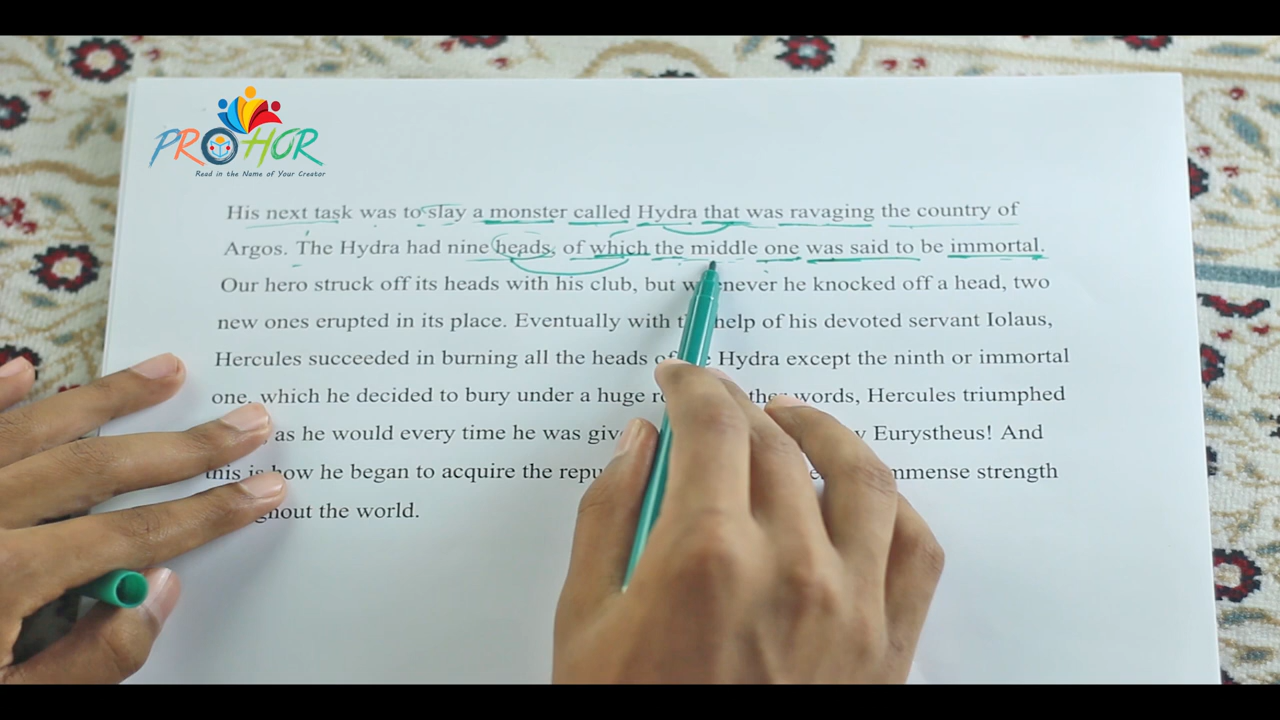 PROHOR
Read in the Name of Your Creator
His next task was to slay a monster called Hydra that was ravaging the country of
Argos. The Hydra had nine heads, of which the middle one was said to be immortal.
Our hero struck off its heads with his club, but whenever he knocked off a head, two
new ones erupted in its place. Eventually with the help of his devoted servant Iolaus,
Hercules succeeded in burning all the heads of the Hydra except the ninth or immortal
one, which he decided to bury under a huge words, Hercules triumphed
as he would every time he was Eurystheus! And
this is how he began to acquire the immense strength
the world.